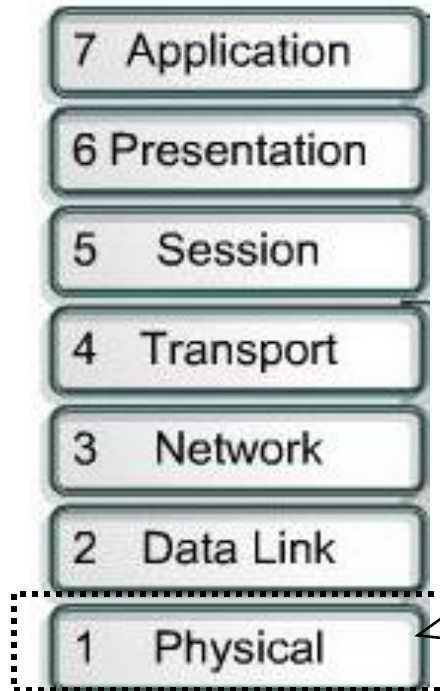 7 Application
6 Presentation
5 Session
4 Transport
3 Network
2 Data Link
1 Physical